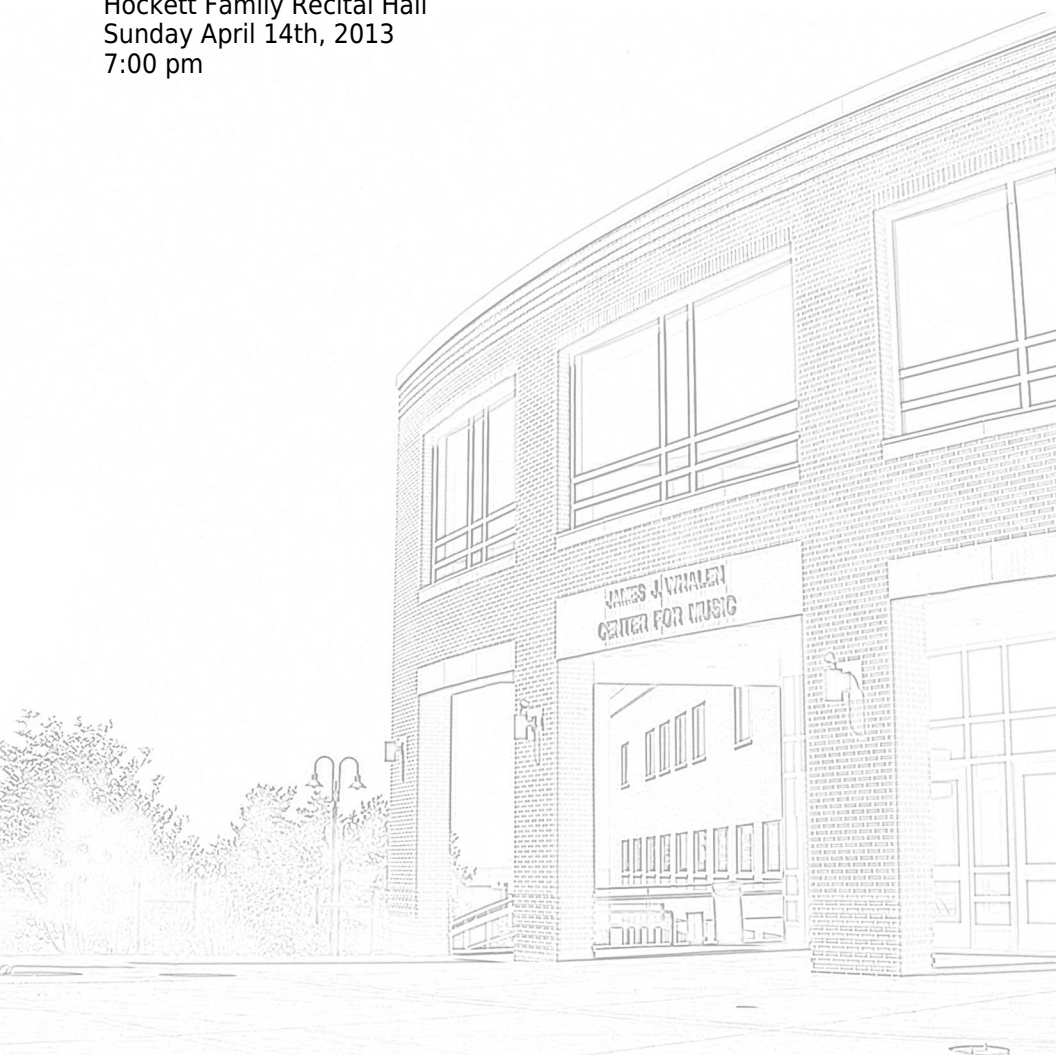 Hockett Family Recital Hall
Sunday April 14th, 2013
7:00 pm
JAMES J. WHALEN
CENTER FOR MUSIC